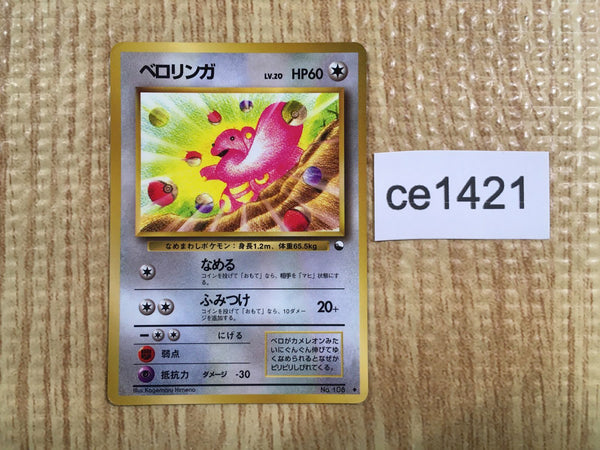 ベロリンガ LV.20 HP60
なめまわしポケモン：身長1.2m、体重65.5kg
なめる
コインを投げて「おもて」なら、相手を「マヒ」状態にす
る。
ふみつけ 20+
コインを投げて「おもて」なら、10ダメー
ジを追加する。
ー にげる
弱点
抵抗力 ダメージ -30
ベロがカメレオンみた
いにぐんぐん伸びてゆ
くなめられるとなぜか
ビリビリしびれてくる。
Illus. Kagemaru Himeno No. 108
ce1421